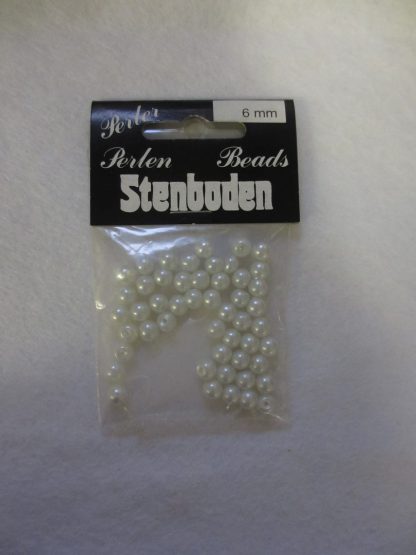 Perler
6 mm
Perlen Beads
Stenboden